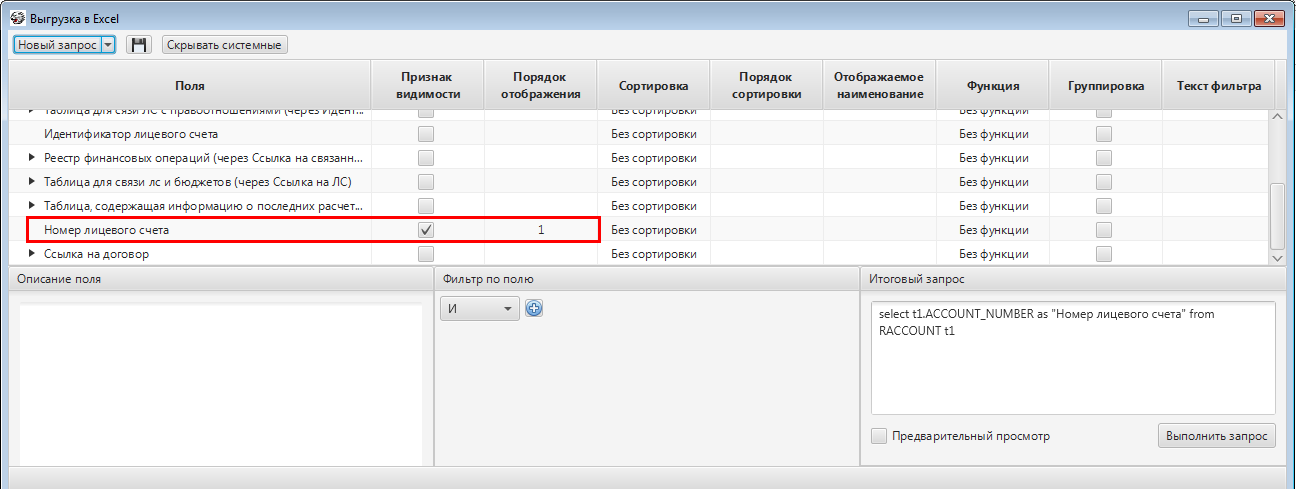 Выгрузка в Excel
Новый запрос
Скрывать системные
Поля
Признак видимости
Порядок отображения
Сортировка
Порядок сортировки
Отображаемое наименование
Функция
Группировка
Текст фильтра
Таблица для сязи ЛС с правоотношениями (через Идент... Без сортировки Без функции
Идентификатор лицевого счета Без сортировки Без функции
Реестр финансовых операций (через Ссылка на связанн... Без сортировки Без функции
Таблица для связи лс и бюджетов (через Ссылка на ЛС) Без сортировки Без функции
Таблица, содержащая информацию о последних расчет... Без сортировки Без функции
Номер лицевого счета 1 Без сортировки Без функции
Ссылка на договор Без сортировки Без функции
Описание поля
Фильтр по полю
И
Итоговый запрос
select t1.ACCOUNT_NUMBER as "Номер лицевого счета" from
RACCOUNT t1
Предварительный просмотр
Выполнить запрос